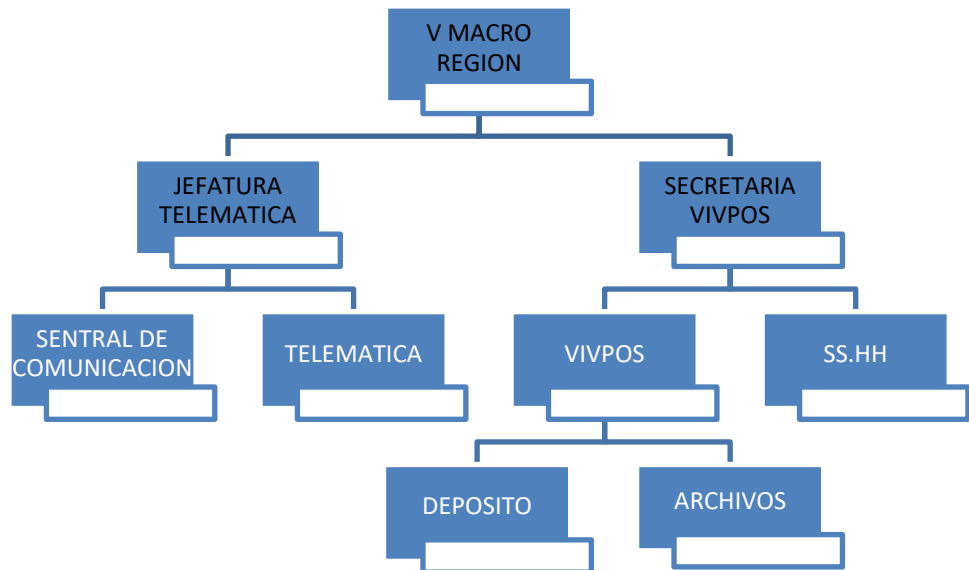 V MACRO
REGION
JEFATURA
TELEMATICA
SECRETARIA
VIVPOS
SENTRAL DE
COMUNICACION
TELEMATICA
VIVPOS
SS.HH
DEPOSITO
ARCHIVOS